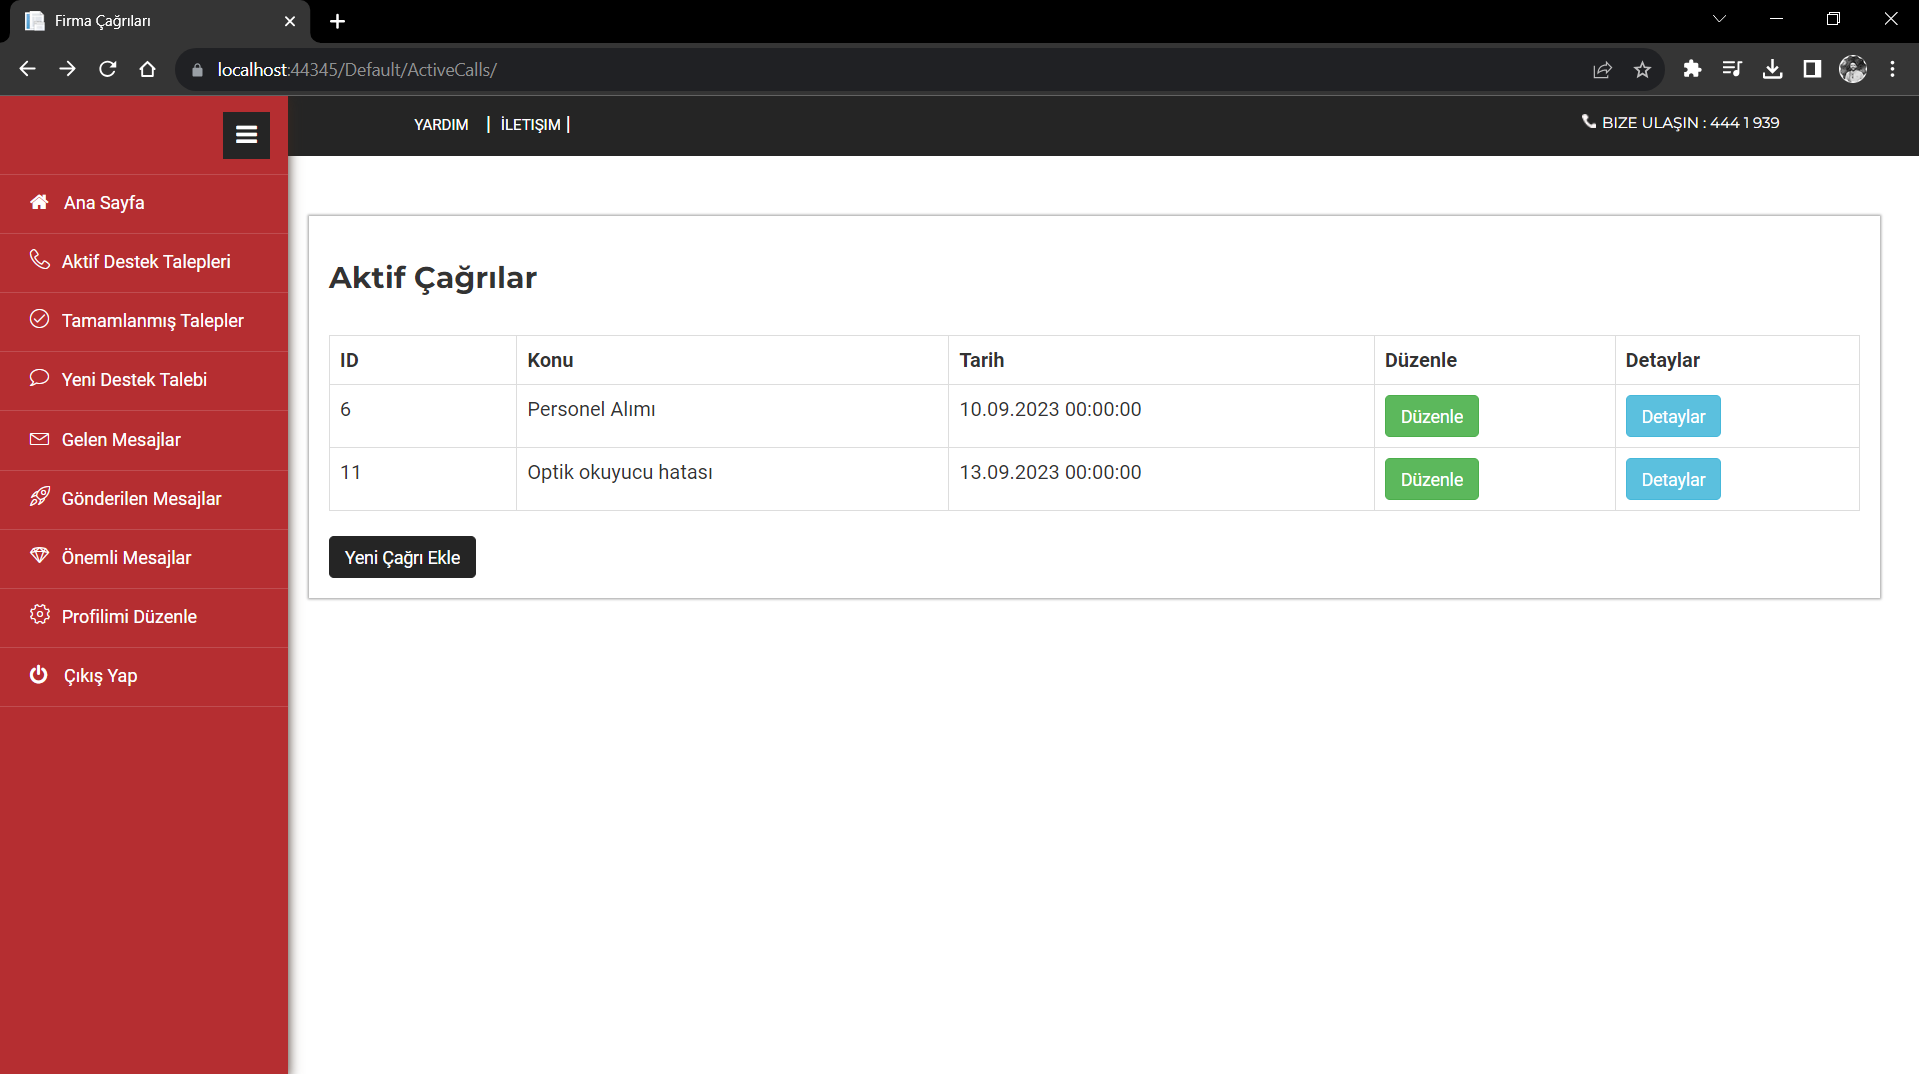 Firma Çağrıları
localhost:44345/Default/ActiveCalls/
YARDIM | İLETIŞIM |
BIZE ULAŞIN : 444 1 939
Ana Sayfa
Aktif Destek Talepleri
Tamamlanmış Talepler
Yeni Destek Talebi
Gelen Mesajlar
Gönderilen Mesajlar
Önemli Mesajlar
Profilimi Düzenle
Çıkış Yap
Aktif Çağrılar
ID Konu Tarih Düzenle Detaylar
6 Personel Alımı 10.09.2023 00:00:00 Düzenle Detaylar
11 Optik okuyucu hatası 13.09.2023 00:00:00 Düzenle Detaylar
Yeni Çağrı Ekle